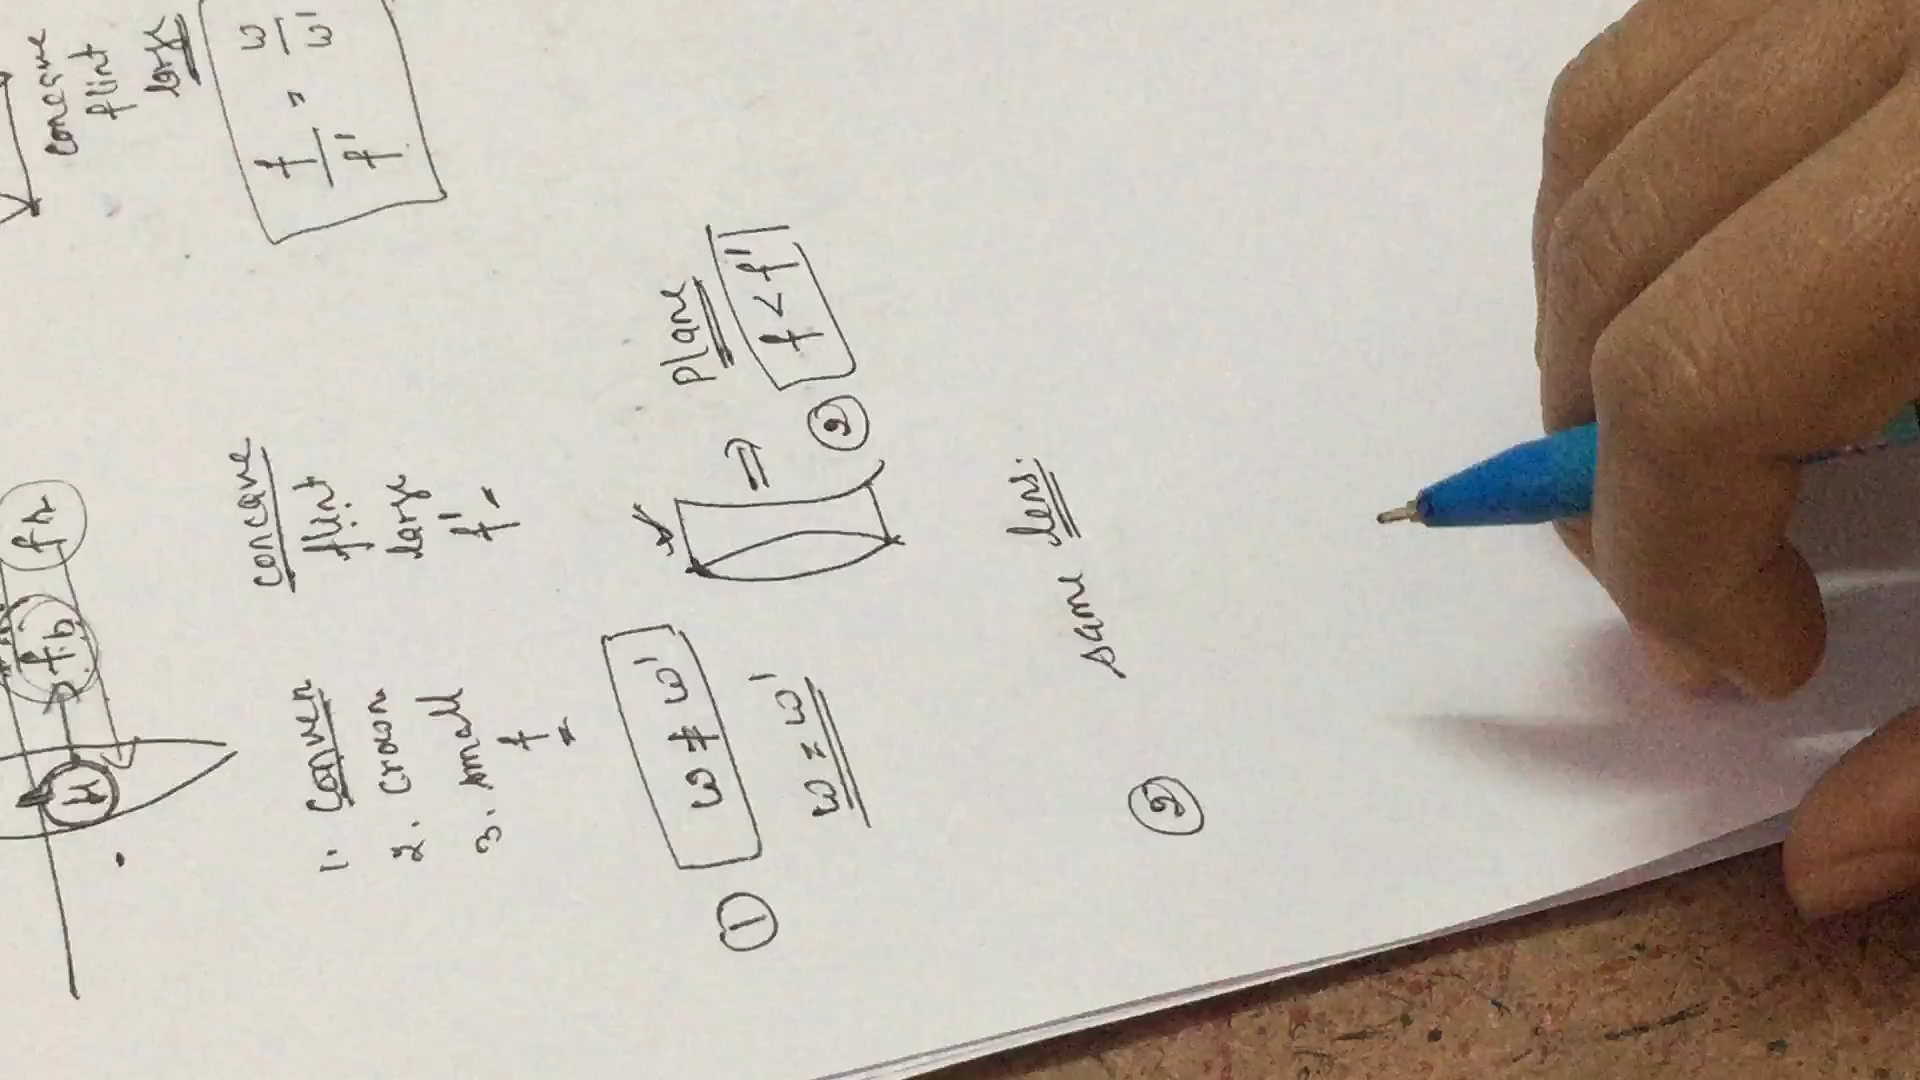 concave
flint
large
f/f' = ω/ω'
fb
fr
μ
1. Convex
2. crown
3. small
f
concave
flint
large
f'
① ω ≠ ω'
ω = ω'
⇒ Plane
② f < f'
②
same lens.